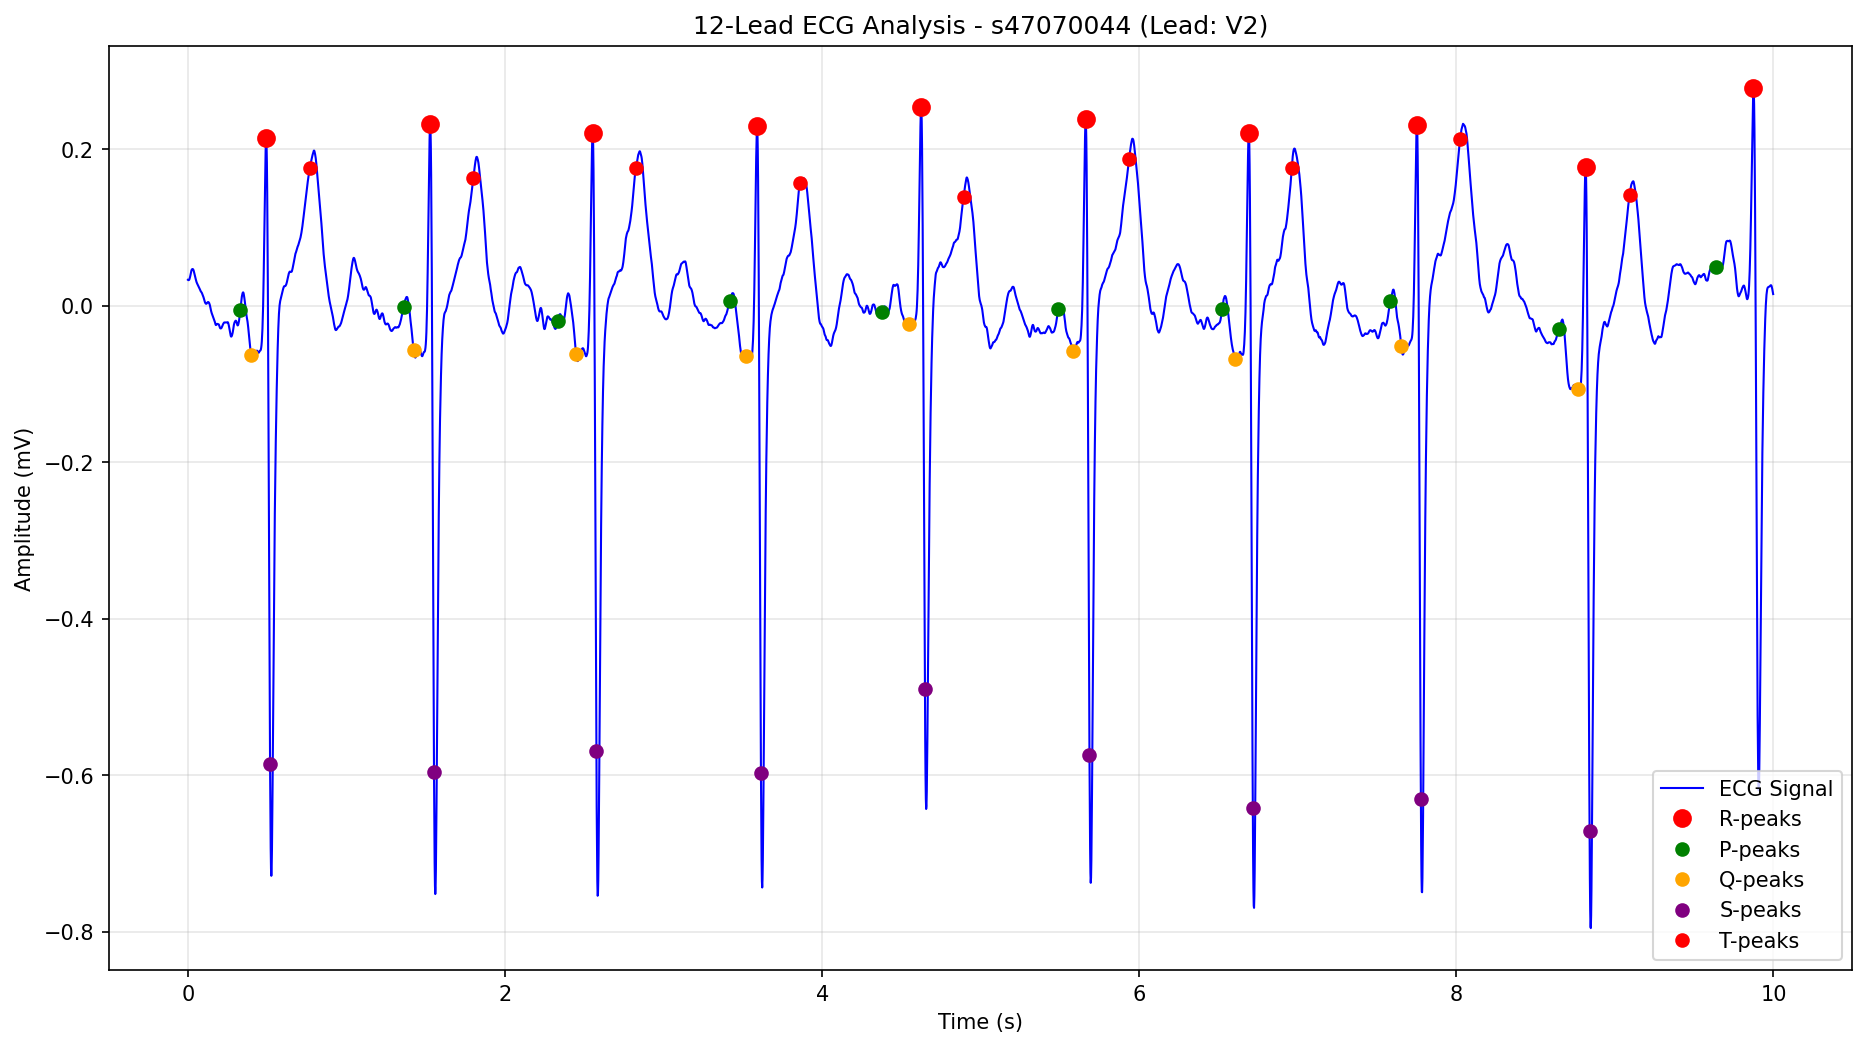 12-Lead ECG Analysis - s47070044 (Lead: V2)
Amplitude (mV)
0.2
0.0
−0.2
−0.4
−0.6
−0.8
0 2 4 6 8 10
Time (s)
ECG Signal
R-peaks
P-peaks
Q-peaks
S-peaks
T-peaks